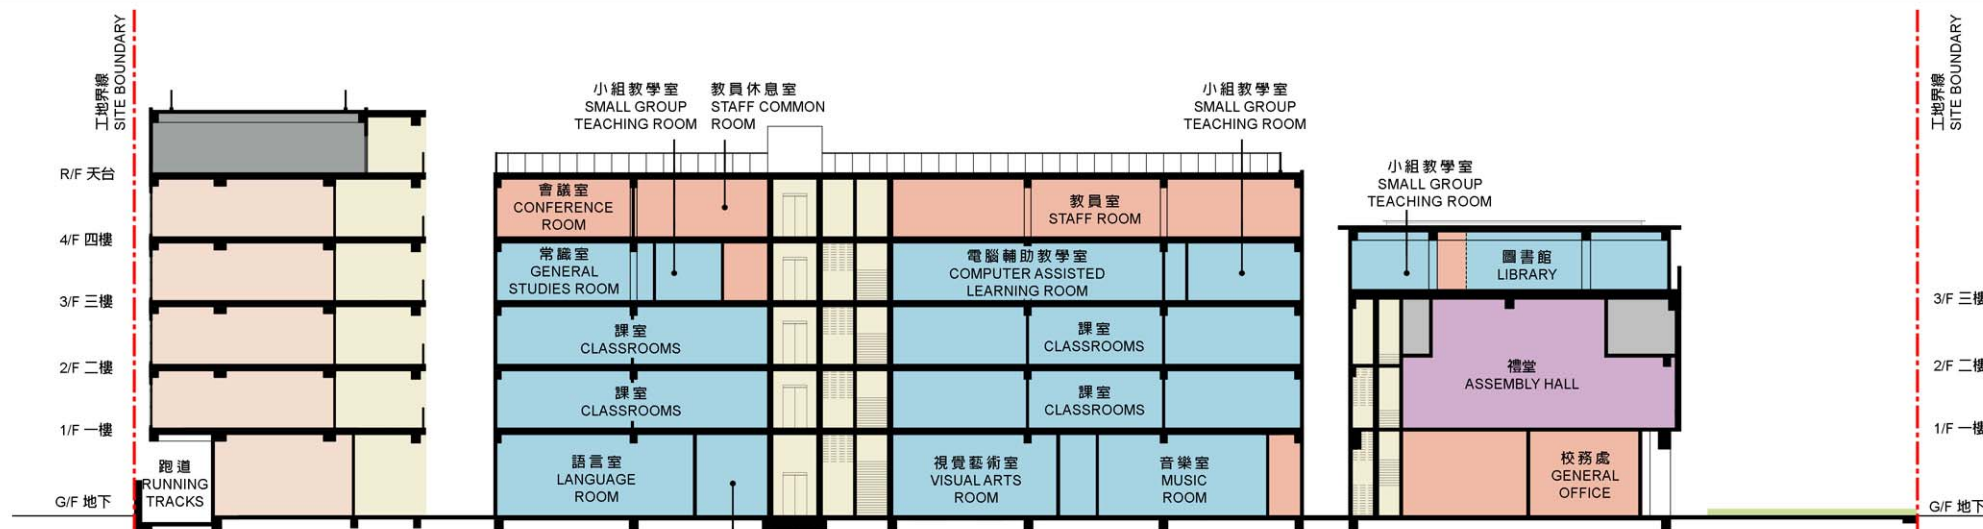 工地界線
SITE BOUNDARY
工地界線
SITE BOUNDARY
小組教學室
SMALL GROUP
TEACHING ROOM
教員休息室
STAFF COMMON
ROOM
小組教學室
SMALL GROUP
TEACHING ROOM
小組教學室
SMALL GROUP
TEACHING ROOM
R/F 天台
4/F 四樓
3/F 三樓
2/F 二樓
1/F 一樓
G/F 地下
跑道
RUNNING
TRACKS
會議室
CONFERENCE
ROOM
教員室
STAFF ROOM
常識室
GENERAL
STUDIES ROOM
電腦輔助教學室
COMPUTER ASSISTED
LEARNING ROOM
課室
CLASSROOMS
課室
CLASSROOMS
課室
CLASSROOMS
課室
CLASSROOMS
語言室
LANGUAGE
ROOM
視覺藝術室
VISUAL ARTS
ROOM
音樂室
MUSIC
ROOM
圖書館
LIBRARY
禮堂
ASSEMBLY HALL
校務處
GENERAL
OFFICE
3/F 三樓
2/F 二樓
1/F 一樓
G/F 地下